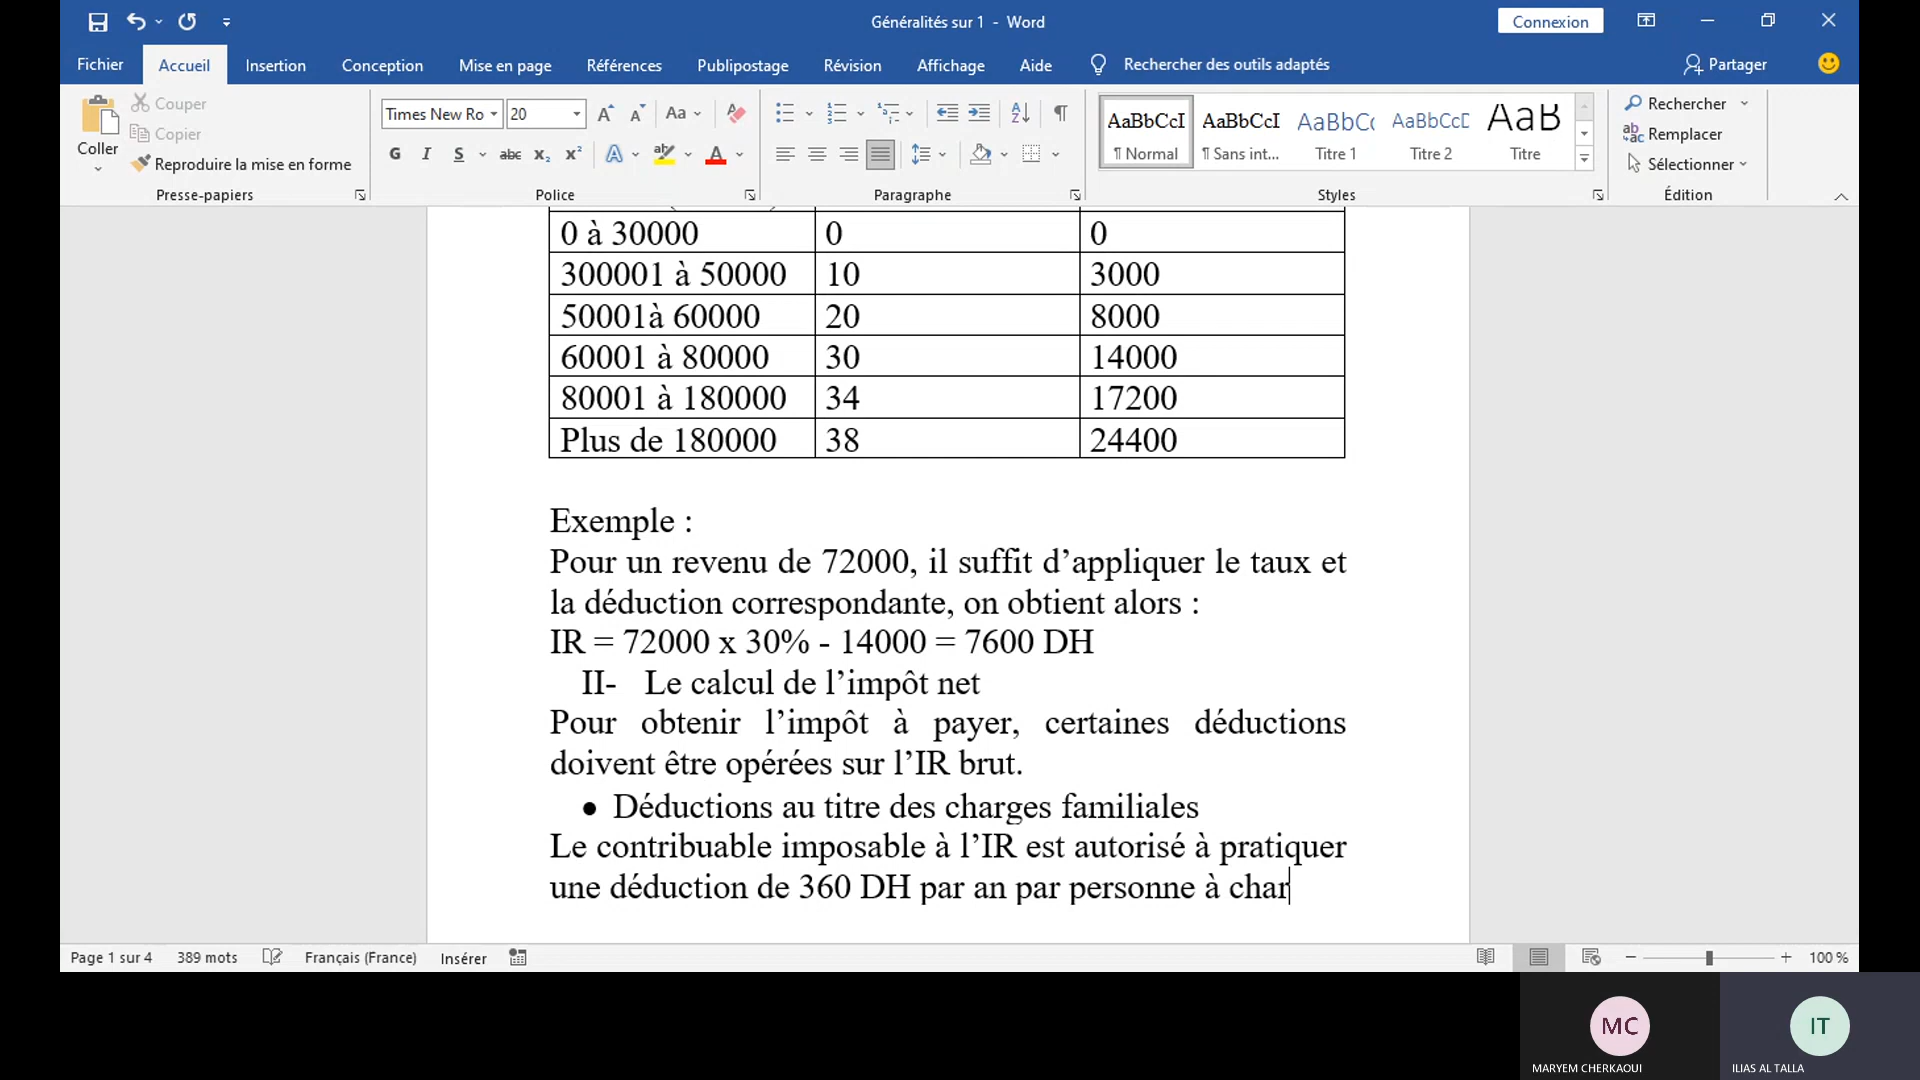 Généralités sur 1 - Word
Connexion
Fichier Accueil Insertion Conception Mise en page Références Publipostage Révision Affichage Aide Rechercher des outils adaptés Partager
Coller
Couper
Copier
Reproduire la mise en forme
Presse-papiers
Times New Ro 20 Aa
G I S abc x₂ x² A A
Police
Paragraphe
AaBbCcI AaBbCcI AaBbCc AaBbCcD AaB
¶ Normal ¶ Sans int... Titre 1 Titre 2 Titre
Styles
Rechercher
Remplacer
Sélectionner
Édition
0 à 30000 0 0
300001 à 50000 10 3000
50001à 60000 20 8000
60001 à 80000 30 14000
80001 à 180000 34 17200
Plus de 180000 38 24400
Exemple :
Pour un revenu de 72000, il suffit d’appliquer le taux et
la déduction correspondante, on obtient alors :
IR = 72000 x 30% - 14000 = 7600 DH
II- Le calcul de l’impôt net
Pour obtenir l’impôt à payer, certaines déductions
doivent être opérées sur l’IR brut.
• Déductions au titre des charges familiales
Le contribuable imposable à l’IR est autorisé à pratiquer
une déduction de 360 DH par an par personne à char
Page 1 sur 4 389 mots Français (France) Insérer 100 %
MC
MARYEM CHERKAOUI
IT
ILIAS AL TALLA